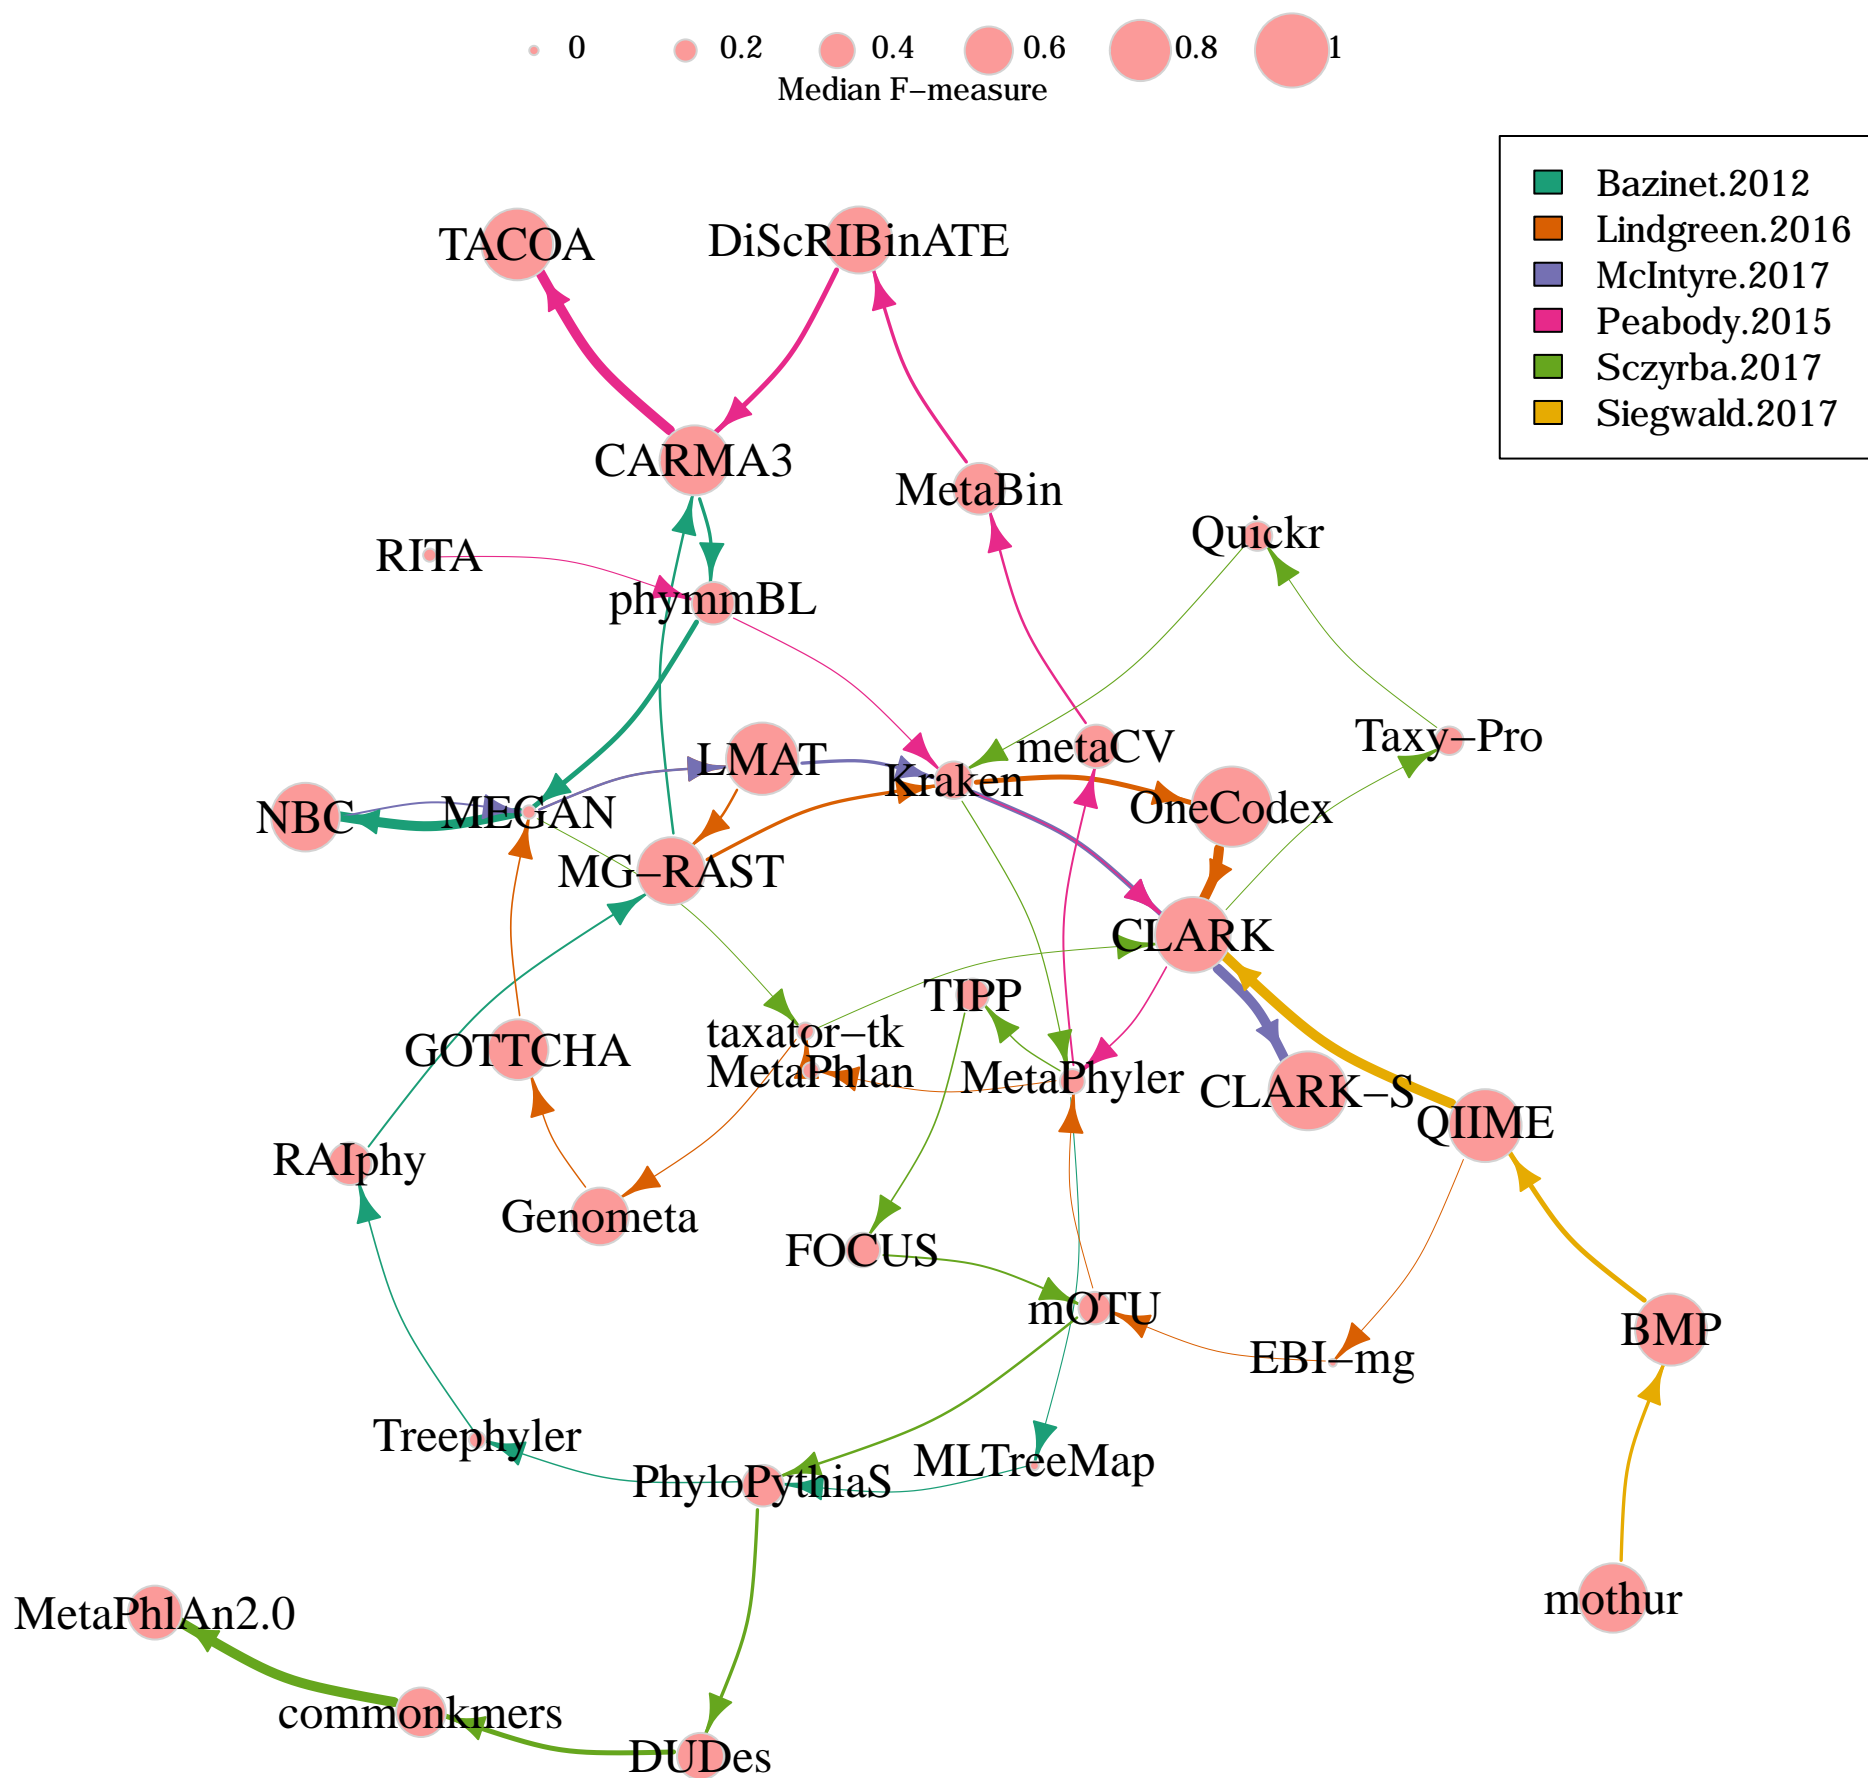 0 0.2 0.4 0.6 0.8 1
Median F−measure
Bazinet.2012
Lindgreen.2016
McIntyre.2017
Peabody.2015
Sczyrba.2017
Siegwald.2017
TACOA
DiScRIBinATE
CARMA3
MetaBin
Quickr
RITA
phymmBL
LMAT
Kraken
metaCV
Taxy−Pro
NBC
MEGAN
OneCodex
MG−RAST
CLARK
TIPP
taxator−tk
GOTTCHA
MetaPhlan
MetaPhyler
CLARK−S
QIIME
RAIphy
Genometa
FOCUS
mOTU
EBI−mg
BMP
Treephyler
PhyloPythiaS
MLTreeMap
mothur
MetaPhlAn2.0
commonkmers
DUDes